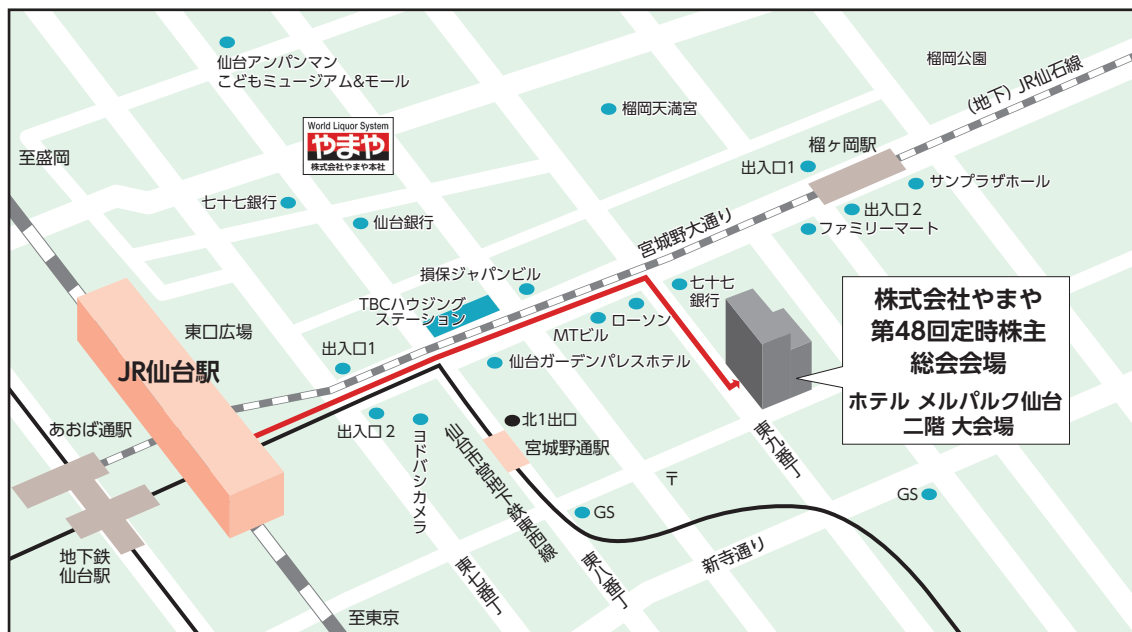 仙台アンパンマン
こどもミュージアム&モール
榴岡公園
(地下) JR仙石線
榴岡天満宮
World Liquor System
やまや
株式会社やまや本社
至盛岡
榴ヶ岡駅
出入口1
サンプラザホール
七十七銀行
仙台銀行
出入口2
ファミリーマート
宮城野大通り
損保ジャパンビル
七十七
銀行
TBCハウジング
ステーション
株式会社やまや
第48回定時株主
総会会場
ホテル メルパルク仙台
二階 大会場
ローソン
MTビル
東口広場
出入口1
仙台ガーデンパレスホテル
JR仙台駅
あおば通駅
出入口2
ヨドバシカメラ
北1出口
宮城野通駅
仙台市営地下鉄東西線
東九番丁
〒
GS
GS
新寺通り
地下鉄
仙台駅
東七番丁
東八番丁
至東京